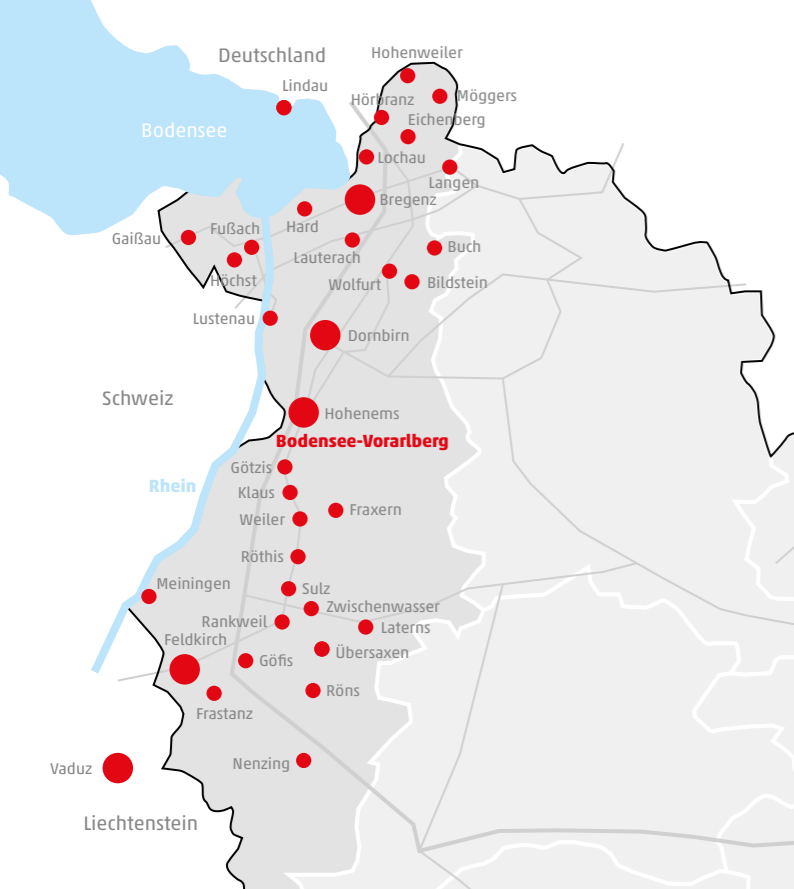 Hohenweiler
Deutschland
Lindau
Möggers
Hörbranz
Eichenberg
Bodensee
Lochau
Langen
Bregenz
Fußach
Hard
Gaißau
Buch
Lauterach
Höchst
Wolfurt
Bildstein
Lustenau
Dornbirn
Schweiz
Hohenems
Bodensee-Vorarlberg
Götzis
Rhein
Klaus
Fraxern
Weiler
Röthis
Meiningen
Sulz
Zwischenwasser
Rankweil
Laterns
Feldkirch
Übersaxen
Göfis
Röns
Frastanz
Nenzing
Vaduz
Liechtenstein